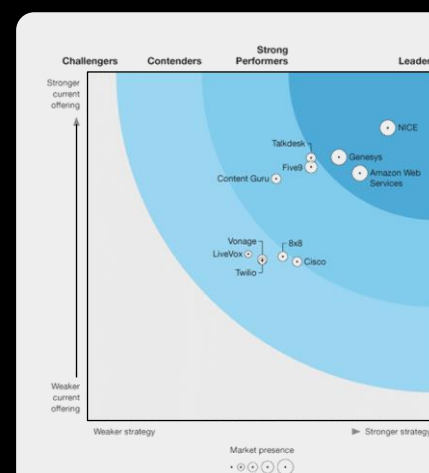 Challengers
Contenders
Strong
Performers
Leader
Stronger
current
offering
NICE
Talkdesk
Genesys
Five9
Amazon Web
Services
Content Guru
Vonage
8x8
LiveVox
Cisco
Twilio
Weaker
current
offering
Weaker strategy
Stronger strategy
Market presence